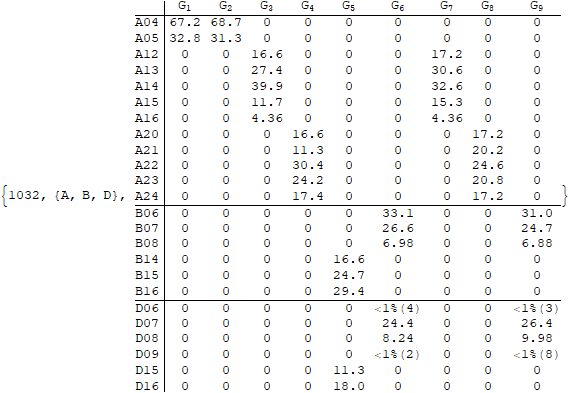 G1 G2 G3 G4 G5 G6 G7 G8 G9
A04 67.2 68.7 0 0 0 0 0 0 0
A05 32.8 31.3 0 0 0 0 0 0 0
A12 0 0 16.6 0 0 0 17.2 0 0
A13 0 0 27.4 0 0 0 30.6 0 0
A14 0 0 39.9 0 0 0 32.6 0 0
A15 0 0 11.7 0 0 0 15.3 0 0
A16 0 0 4.36 0 0 0 4.36 0 0
A20 0 0 0 16.6 0 0 0 17.2 0
A21 0 0 0 11.3 0 0 0 20.2 0
A22 0 0 0 30.4 0 0 0 24.6 0
A23 0 0 0 24.2 0 0 0 20.8 0
{1032, {A, B, D}, A24 0 0 0 17.4 0 0 0 17.2 0 }
B06 0 0 0 0 0 33.1 0 0 31.0
B07 0 0 0 0 0 26.6 0 0 24.7
B08 0 0 0 0 0 6.98 0 0 6.88
B14 0 0 0 0 16.6 0 0 0 0
B15 0 0 0 0 24.7 0 0 0 0
B16 0 0 0 0 29.4 0 0 0 0
D06 0 0 0 0 0 <1%(4) 0 0 <1%(3)
D07 0 0 0 0 0 24.4 0 0 26.4
D08 0 0 0 0 0 8.24 0 0 9.98
D09 0 0 0 0 0 <1%(2) 0 0 <1%(8)
D15 0 0 0 0 11.3 0 0 0 0
D16 0 0 0 0 18.0 0 0 0 0